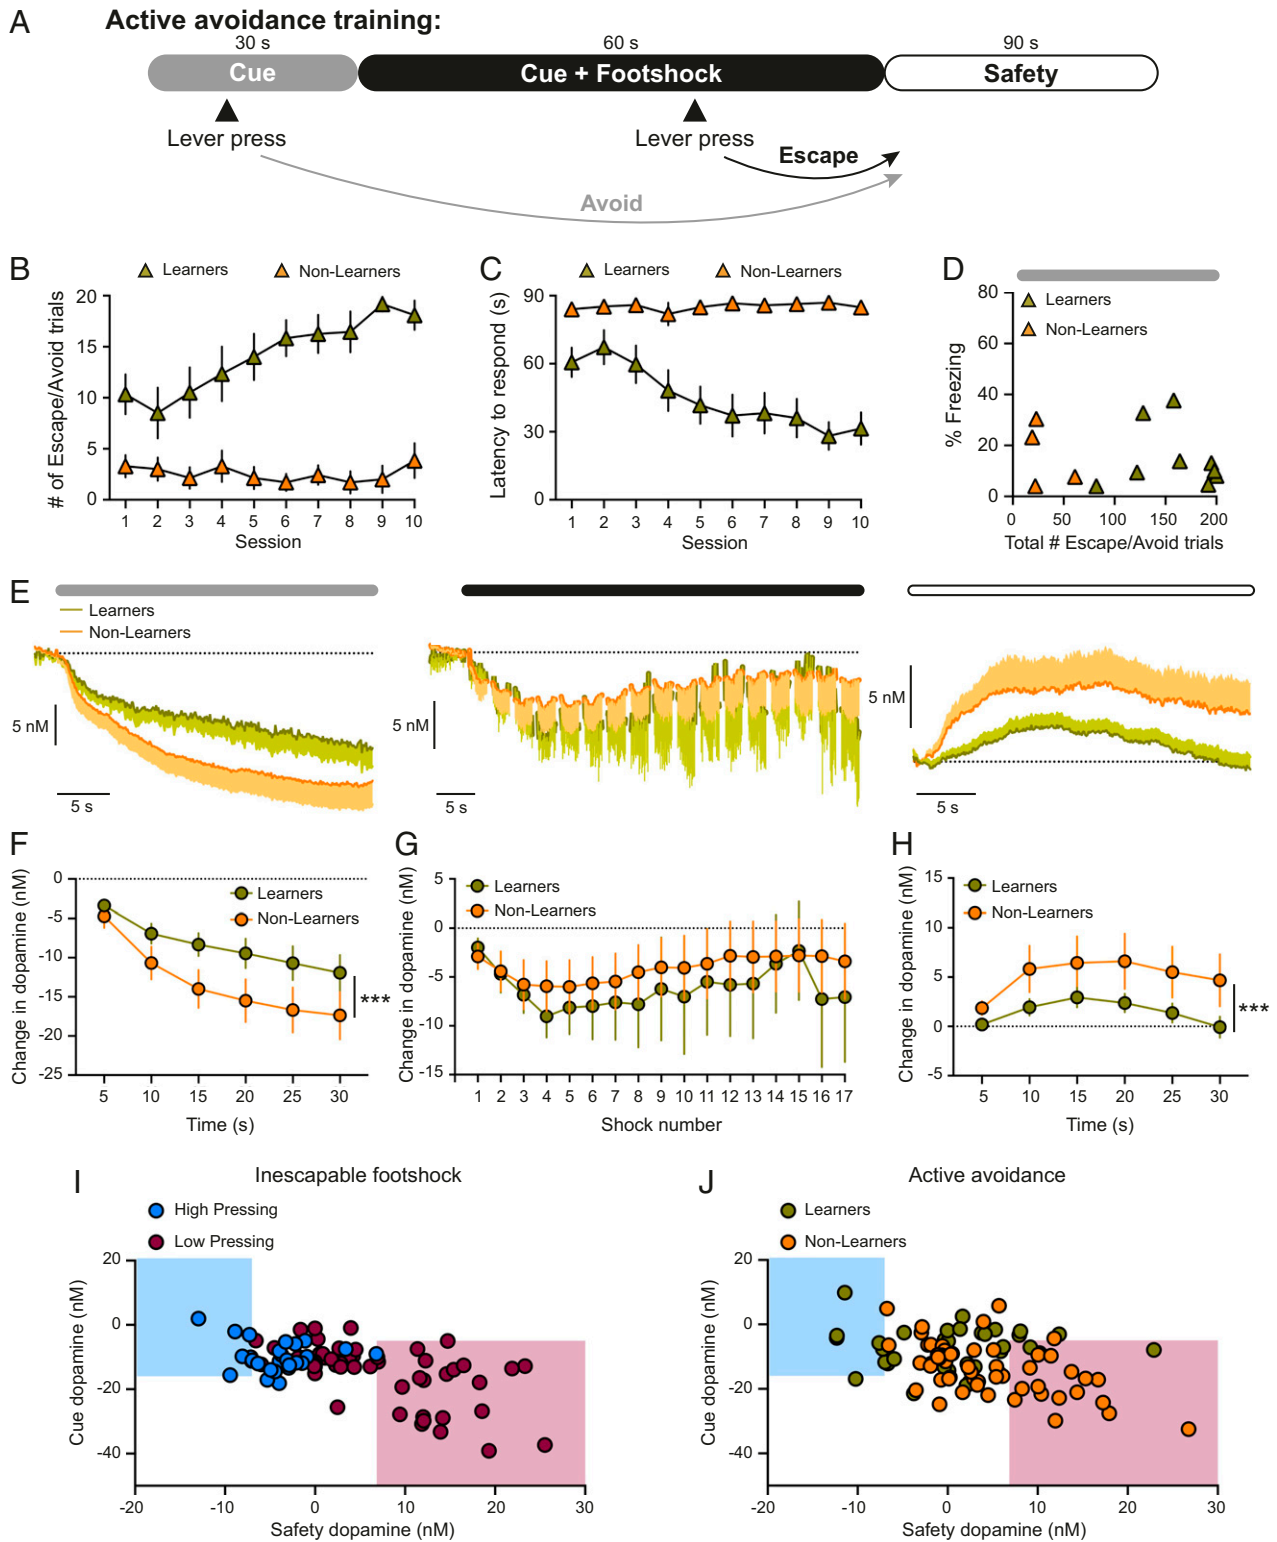 A
Active avoidance training:
30 s
60 s
90 s
Cue
Cue + Footshock
Safety
Lever press
Lever press
Escape
Avoid
B
Learners
Non-Learners
# of Escape/Avoid trials
20
15
10
5
0
1 2 3 4 5 6 7 8 9 10
Session
C
Learners
Non-Learners
Latency to respond (s)
90
60
30
0
1 2 3 4 5 6 7 8 9 10
Session
D
Learners
Non-Learners
% Freezing
80
60
40
20
0
0 50 100 150 200
Total # Escape/Avoid trials
E
Learners
Non-Learners
5 nM
5 s
5 nM
5 s
5 nM
5 s
F
Learners
Non-Learners
Change in dopamine (nM)
0
-5
-10
-15
-20
-25
***
5 10 15 20 25 30
Time (s)
G
Learners
Non-Learners
Change in dopamine (nM)
5
0
-5
-10
-15
1 2 3 4 5 6 7 8 9 10 11 12 13 14 15 16 17
Shock number
H
Learners
Non-Learners
Change in dopamine (nM)
15
10
5
0
-5
***
5 10 15 20 25 30
Time (s)
I
Inescapable footshock
High Pressing
Low Pressing
Cue dopamine (nM)
20
0
-20
-40
-20 -10 0 10 20 30
Safety dopamine (nM)
J
Active avoidance
Learners
Non-Learners
Cue dopamine (nM)
20
0
-20
-40
-20 -10 0 10 20 30
Safety dopamine (nM)